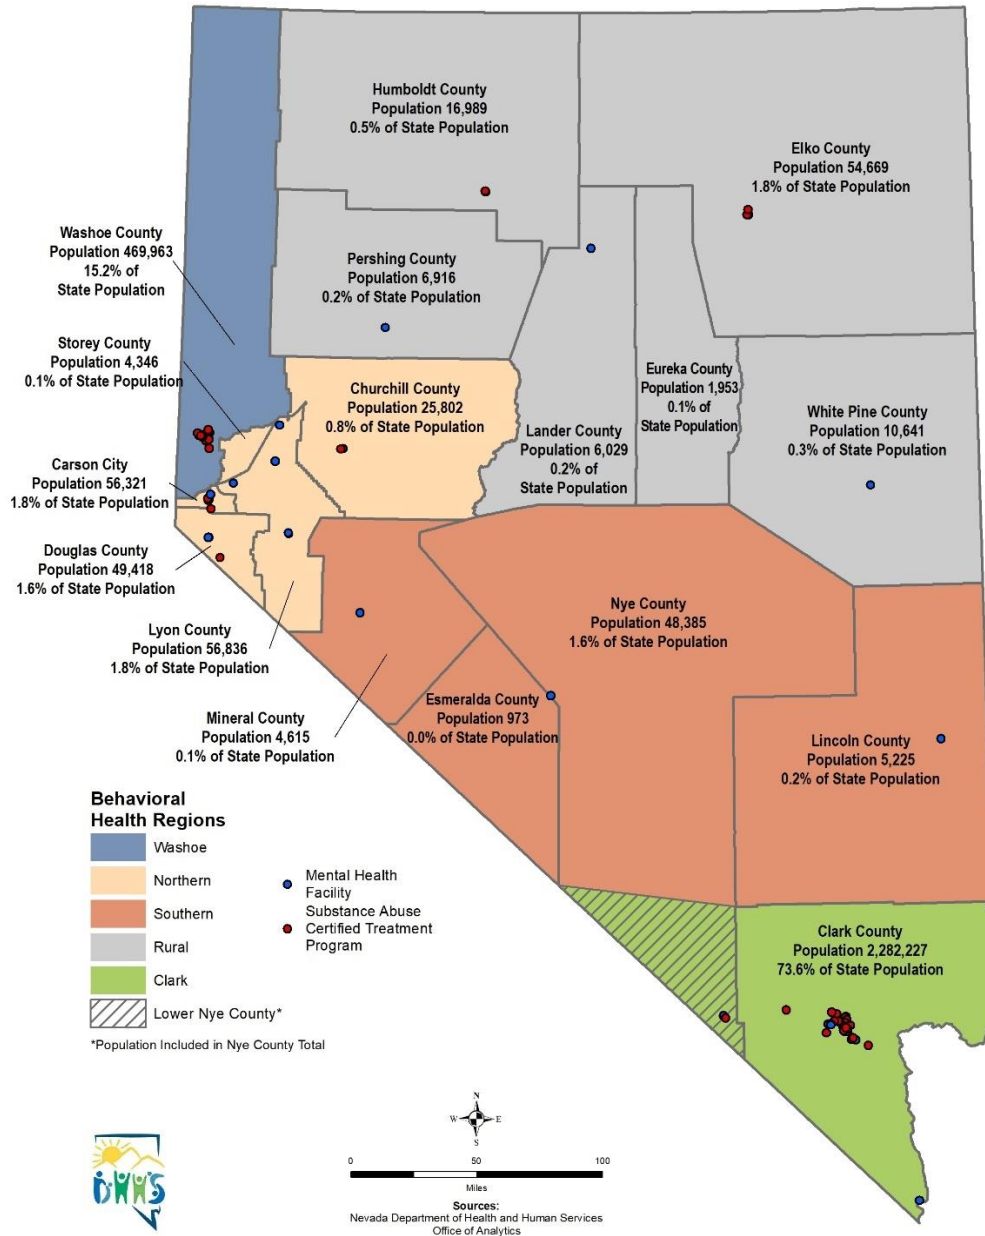 Humboldt County
Population 16,989
0.5% of State Population
Elko County
Population 54,669
1.8% of State Population
Washoe County
Population 469,963
15.2% of
State Population
Pershing County
Population 6,916
0.2% of State Population
Storey County
Population 4,346
0.1% of State Population
Churchill County
Population 25,802
0.8% of State Population
Eureka County
Population 1,953
0.1% of
State Population
Lander County
Population 6,029
0.2% of
State Population
White Pine County
Population 10,641
0.3% of State Population
Carson City
Population 56,321
1.8% of State Population
Douglas County
Population 49,418
1.6% of State Population
Lyon County
Population 56,836
1.8% of State Population
Nye County
Population 48,385
1.6% of State Population
Mineral County
Population 4,615
0.1% of State Population
Esmeralda County
Population 973
0.0% of State Population
Lincoln County
Population 5,225
0.2% of State Population
Clark County
Population 2,282,227
73.6% of State Population
Behavioral
Health Regions
Washoe
Northern
Southern
Rural
Clark
Lower Nye County*
*Population Included in Nye County Total
Mental Health
Facility
Substance Abuse
Certified Treatment
Program
N
W E
S
0 50 100
Miles
Sources:
Nevada Department of Health and Human Services
Office of Analytics
DHHS